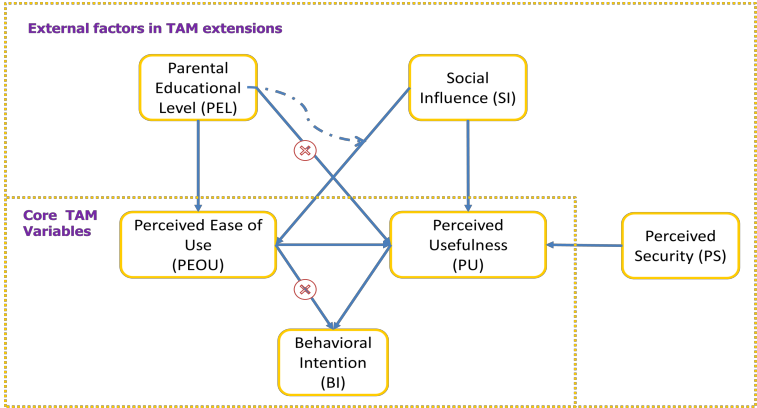 External factors in TAM extensions
Parental
Educational
Level (PEL)
Social
Influence (SI)
Core TAM
Variables
Perceived Ease of
Use
(PEOU)
Perceived
Usefulness
(PU)
Perceived
Security (PS)
Behavioral
Intention
(BI)